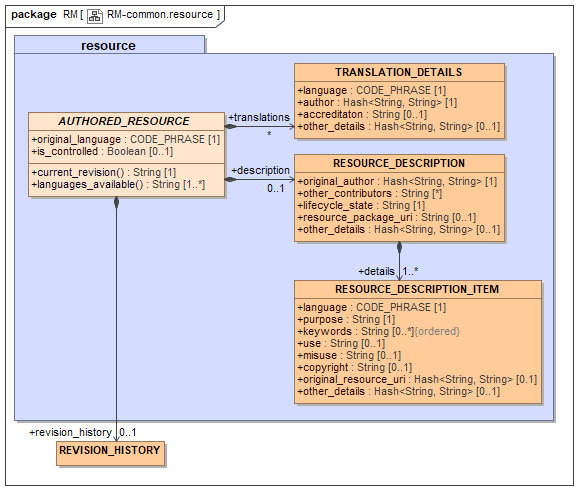 package RM [ RM-common.resource ]
resource
TRANSLATION_DETAILS
+language : CODE_PHRASE [1]
+author : Hash<String, String> [1]
+accreditaton : String [0..1]
+other_details : Hash<String, String> [0..1]
AUTHORED_RESOURCE
+original_language : CODE_PHRASE [1]
+is_controlled : Boolean [0..1]
+current_revision() : String [1]
+languages_available() : String [1..*]
+translations
*
+description
0..1
RESOURCE_DESCRIPTION
+original_author : Hash<String, String> [1]
+other_contributors : String [*]
+lifecycle_state : String [1]
+resource_package_uri : String [0..1]
+other_details : Hash<String, String> [0..1]
+details 1..*
RESOURCE_DESCRIPTION_ITEM
+language : CODE_PHRASE [1]
+purpose : String [1]
+keywords : String [0..*]{ordered}
+use : String [0..1]
+misuse : String [0..1]
+copyright : String [0..1]
+original_resource_uri : Hash<String, String> [0.1]
+other_details : Hash<String, String> [0..1]
+revision_history 0..1
REVISION_HISTORY